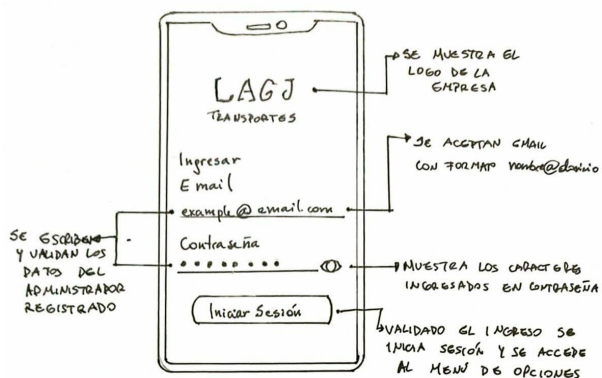 LAGJ
TRANSPORTES
Ingresar
Email
example@email.com
Contraseña
Iniciar Sesión
SE MUESTRA EL
LOGO DE LA
EMPRESA
SE ACEPTAN EMAIL
CON FORMATO nombre@dominio
SE ESCRIBEN
Y VALIDAN LOS
DATOS DEL
ADMINISTRADOR
REGISTRADO
MUESTRA LOS CARACTERES
INGRESADOS EN CONTRASEÑA
VALIDADO EL INGRESO SE
INICIA SESIÓN Y SE ACCEDE
AL MENÚ DE OPCIONES